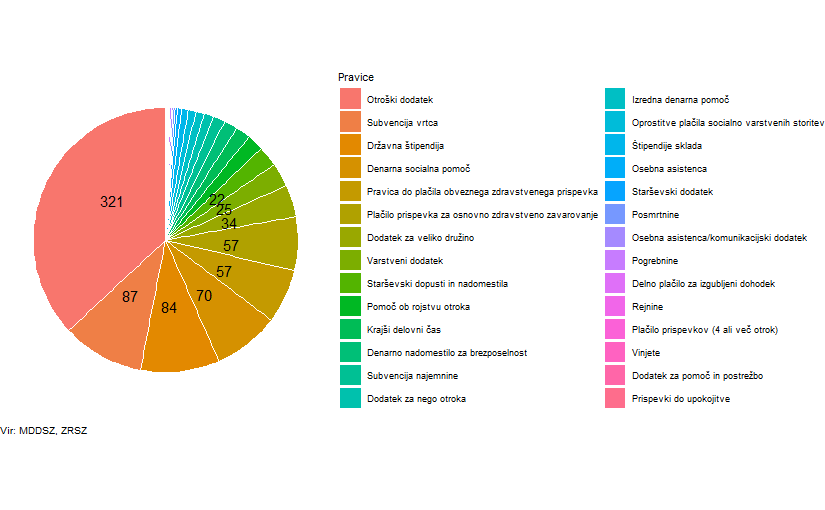 Pravice
Otroški dodatek
Subvencija vrtca
Državna štipendija
Denarna socialna pomoč
Pravica do plačila obveznega zdravstvenega prispevka
Plačilo prispevka za osnovno zdravstveno zavarovanje
Dodatek za veliko družino
Varstveni dodatek
Starševski dopusti in nadomestila
Pomoč ob rojstvu otroka
Krajši delovni čas
Denarno nadomestilo za brezposelnost
Subvencija najemnine
Dodatek za nego otroka
Izredna denarna pomoč
Oprostitve plačila socialno varstvenih storitev
Štipendije sklada
Osebna asistenca
Starševski dodatek
Posmrtnine
Osebna asistenca/komunikacijski dodatek
Pogrebnine
Delno plačilo za izgubljeni dohodek
Rejnine
Plačilo prispevkov (4 ali več otrok)
Vinjete
Dodatek za pomoč in postrežbo
Prispevki do upokojitve
321
22
25
34
57
57
70
84
87
Vir: MDDSZ, ZRSZ